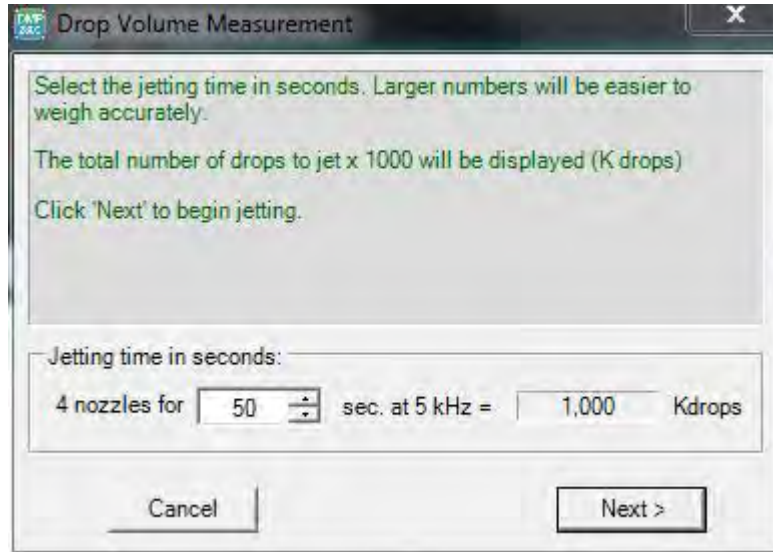 Drop Volume Measurement
Select the jetting time in seconds. Larger numbers will be easier to
weigh accurately.
The total number of drops to jet x 1000 will be displayed (K drops)
Click 'Next' to begin jetting.
Jetting time in seconds:
4 nozzles for 50 sec. at 5 kHz = 1,000 Kdrops
Cancel Next >